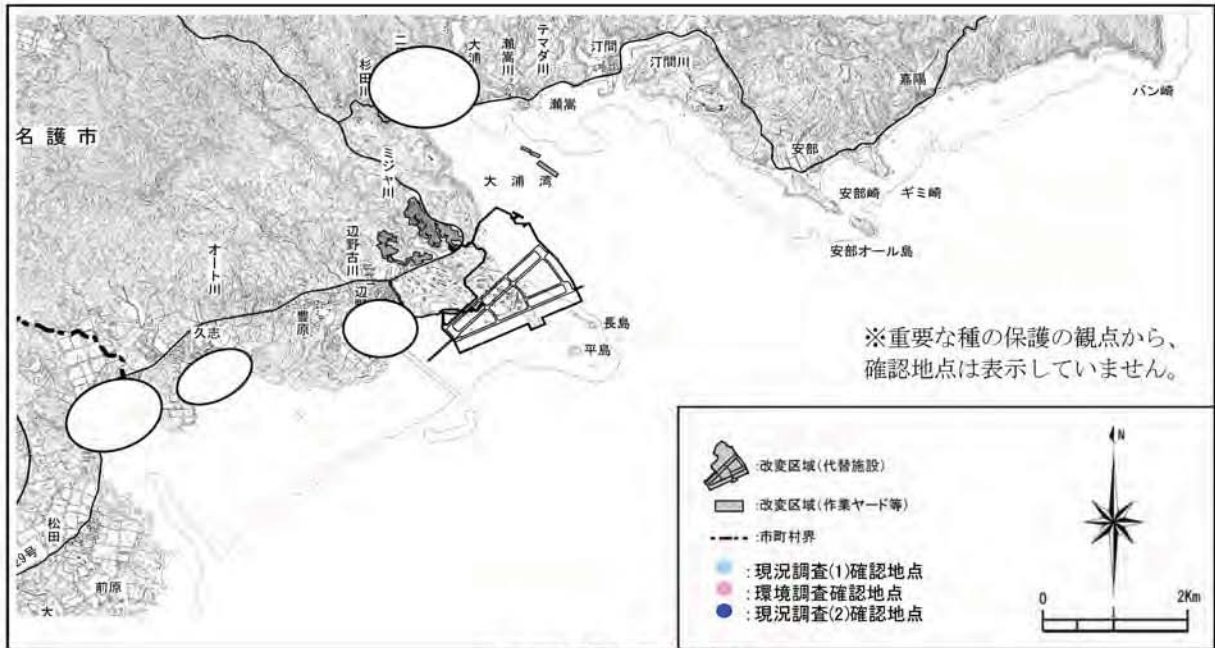 二
杉田川
大浦
瀬嵩川
テマダ川
汀間
汀間川
瀬嵩
嘉陽
バン崎
名護市
ミジャ川
大浦湾
安部
安部崎
ギミ崎
安部オール島
オート川
辺野古川
辺野
久志
豊原
長島
平島
※重要な種の保護の観点から、
確認地点は表示していません。
松田
29号
前原
大
:改変区域(代替施設)
:改変区域(作業ヤード等)
:市町村界
:現況調査(1)確認地点
:環境調査確認地点
:現況調査(2)確認地点
N
0 2Km